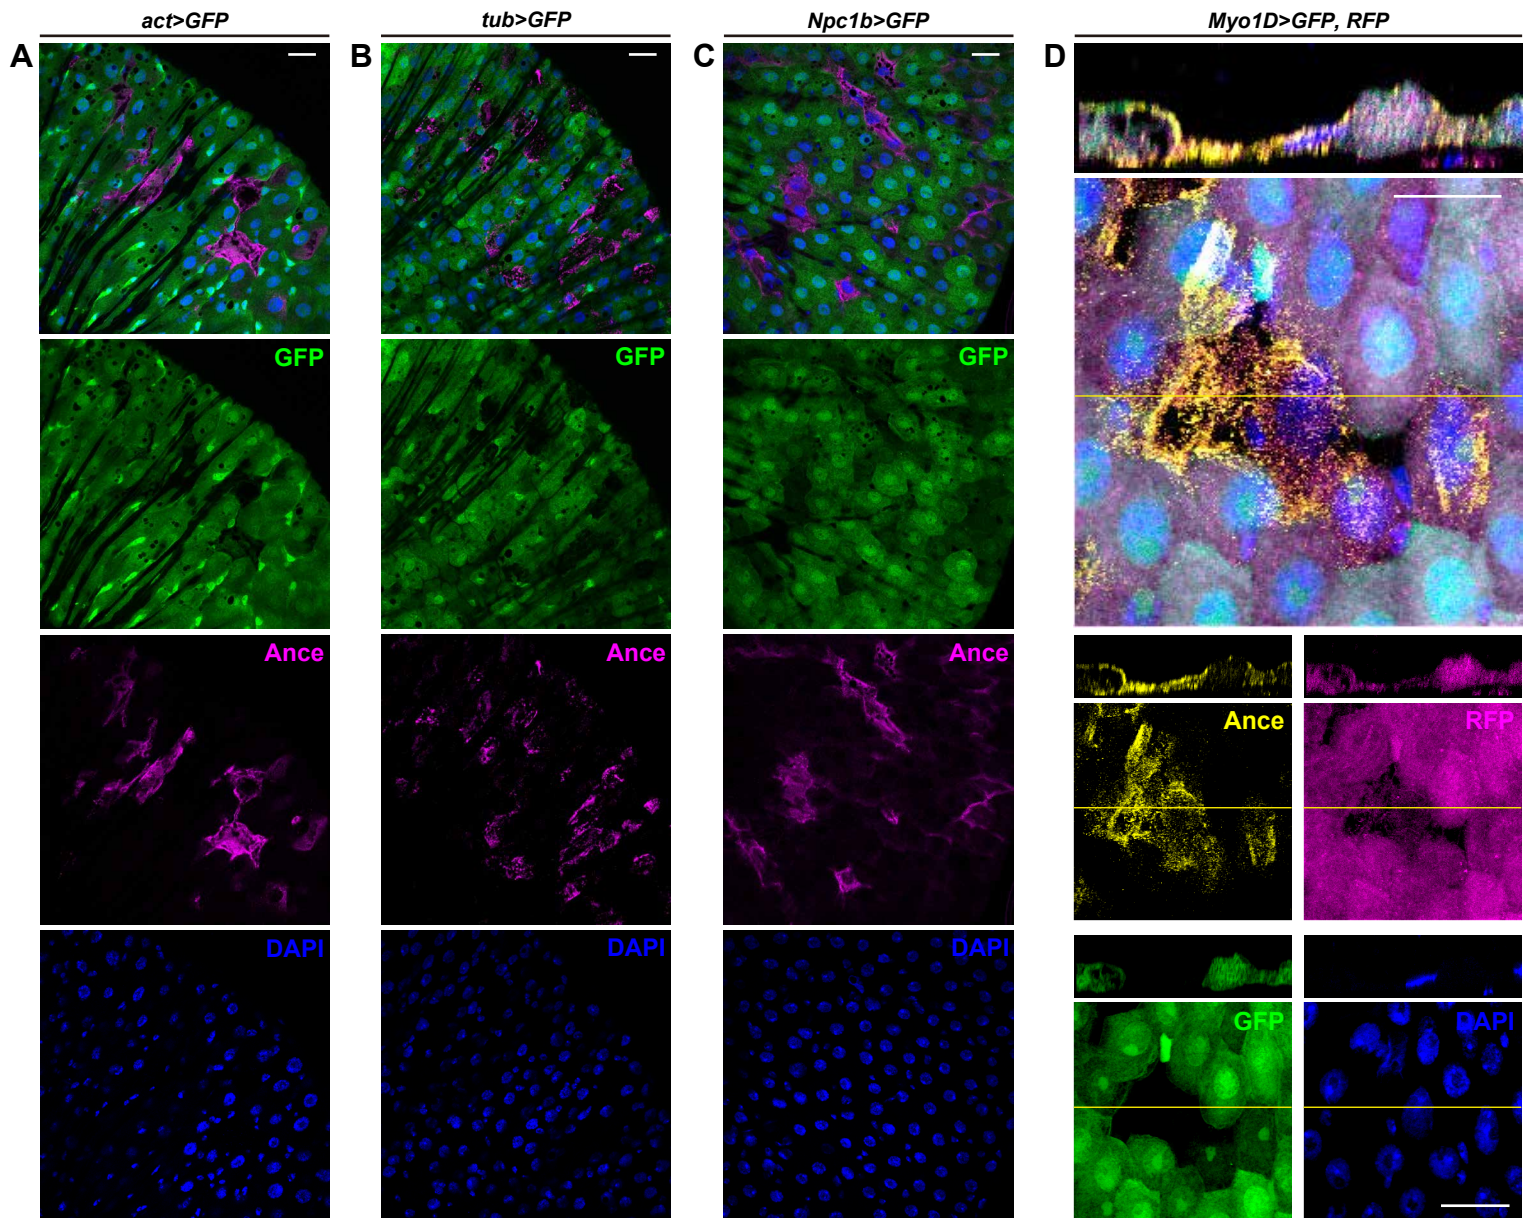 act>GFP
tub>GFP
Npc1b>GFP
Myo1D>GFP, RFP
A
B
C
D
GFP
GFP
GFP
Ance
Ance
Ance
Ance
RFP
DAPI
DAPI
DAPI
GFP
DAPI